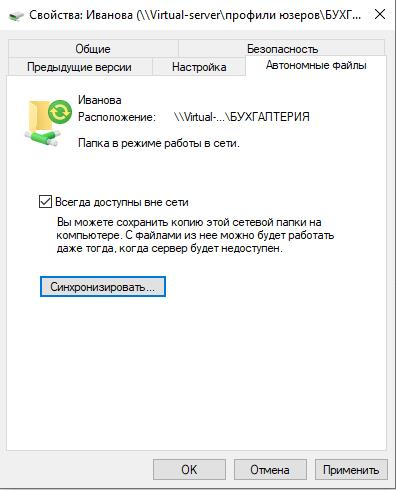 Свойства: Иванова (\\Virtual-server\профили юзеров\БУХГ...
Общие
Безопасность
Предыдущие версии
Настройка
Автономные файлы
Иванова
Расположение: \\Virtual-...\БУХГАЛТЕРИЯ
Папка в режиме работы в сети.
Всегда доступны вне сети
Вы можете сохранить копию этой сетевой папки на
компьютере. С файлами из нее можно будет работать
даже тогда, когда сервер будет недоступен.
Синхронизировать...
OK
Отмена
Применить